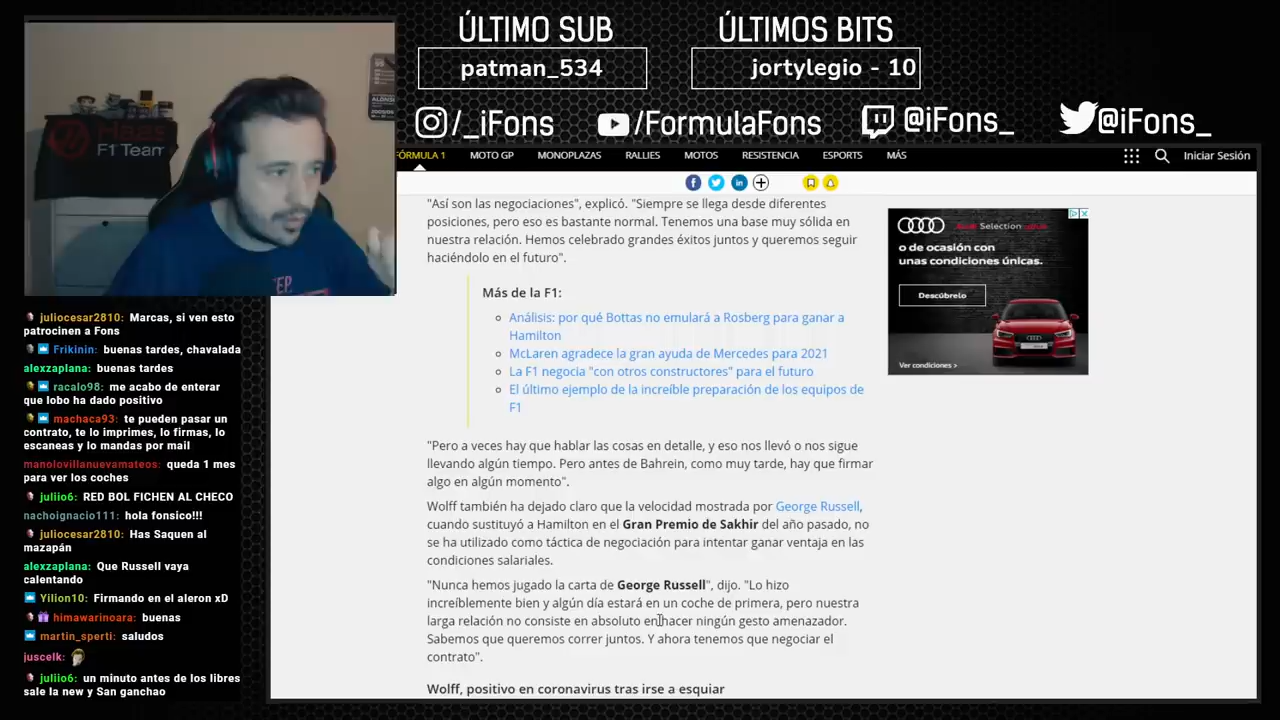 ÚLTIMO SUB
patman_534
ÚLTIMOS BITS
jortylegio - 10
/_iFons
/FormulaFons
@iFons_
@iFons_
Haas
F1 Team
FÓRMULA 1
MOTO GP
MONOPLAZAS
RALLIES
MOTOS
RESISTENCIA
ESPORTS
MÁS
Iniciar Sesión
"Así son las negociaciones", explicó. "Siempre se llega desde diferentes
posiciones, pero eso es bastante normal. Tenemos una base muy sólida en
nuestra relación. Hemos celebrado grandes éxitos juntos y queremos seguir
haciéndolo en el futuro".
Más de la F1:
Análisis: por qué Bottas no emulará a Rosberg para ganar a
Hamilton
McLaren agradece la gran ayuda de Mercedes para 2021
La F1 negocia "con otros constructores" para el futuro
El último ejemplo de la increíble preparación de los equipos de
F1
"Pero a veces hay que hablar las cosas en detalle, y eso nos llevó o nos sigue
llevando algún tiempo. Pero antes de Bahrein, como muy tarde, hay que firmar
algo en algún momento".
Wolff también ha dejado claro que la velocidad mostrada por George Russell,
cuando sustituyó a Hamilton en el Gran Premio de Sakhir del año pasado, no
se ha utilizado como táctica de negociación para intentar ganar ventaja en las
condiciones salariales.
"Nunca hemos jugado la carta de George Russell", dijo. "Lo hizo
increíblemente bien y algún día estará en un coche de primera, pero nuestra
larga relación no consiste en absoluto en hacer ningún gesto amenazador.
Sabemos que queremos correr juntos. Y ahora tenemos que negociar el
contrato".
Wolff, positivo en coronavirus tras irse a esquiar
Audi Selection :plus
o de ocasión con
unas condiciones únicas.
Descúbrelo
Ver condiciones >
juliocesar2810: Marcas, si ven esto
patrocinen a Fons
Frikinin: buenas tardes, chavalada
alexzaplana: buenas tardes
racalo98: me acabo de enterar
que lobo ha dado positivo
machaca93: te pueden pasar un
contrato, te lo imprimes, lo firmas, lo
escaneas y lo mandas por mail
manolovillanuevamateos: queda 1 mes
para ver los coches
juliio6: RED BOL FICHEN AL CHECO
nachoignacio111: hola fonsico!!!
juliocesar2810: Has Saquen al
mazapán
alexzaplana: Que Russell vaya
calentando
Yilion10: Firmando en el aleron xD
himawarinoara: buenas
martin_sperti: saludos
juscelk:
juliio6: un minuto antes de los libres
sale la new y San ganchao